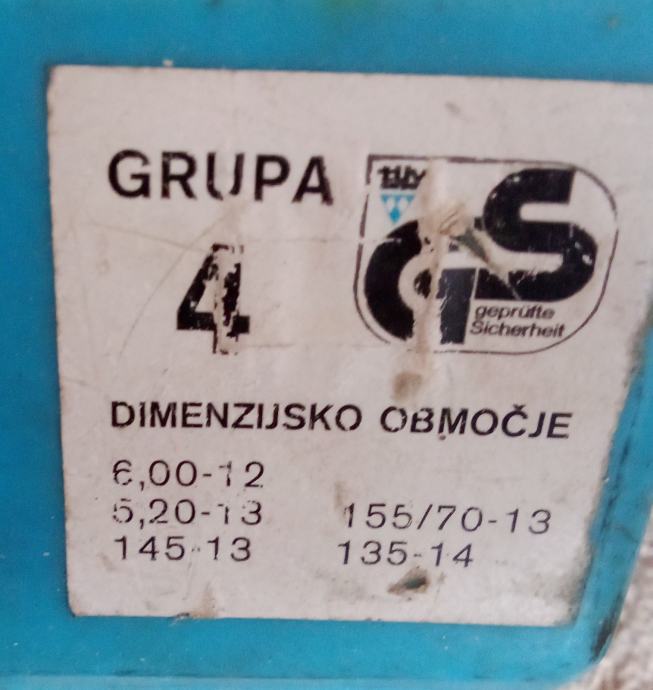 GRUPA
4
TÜV
GS
geprüfte
Sicherheit
DIMENZIJSKO OBMOČJE
6,00-12
5,20-13 155/70-13
145-13 135-14